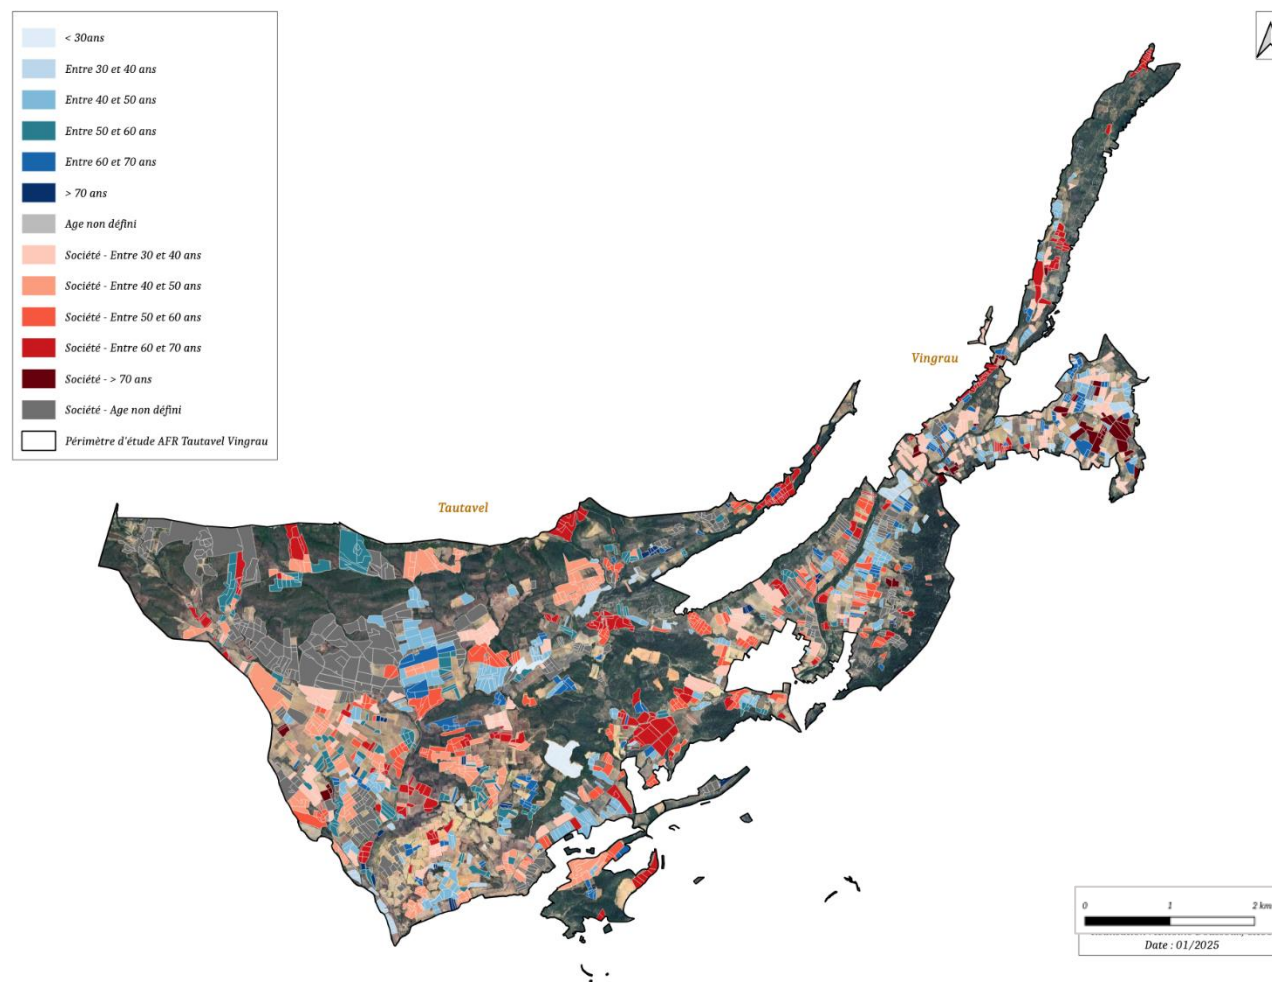 < 30ans
Entre 30 et 40 ans
Entre 40 et 50 ans
Entre 50 et 60 ans
Entre 60 et 70 ans
> 70 ans
Age non défini
Société - Entre 30 et 40 ans
Société - Entre 40 et 50 ans
Société - Entre 50 et 60 ans
Société - Entre 60 et 70 ans
Société - > 70 ans
Société - Age non défini
Périmètre d'étude AFR Tautavel Vingrau
Vingrau
Tautavel
0 1 2 km
Date : 01/2025